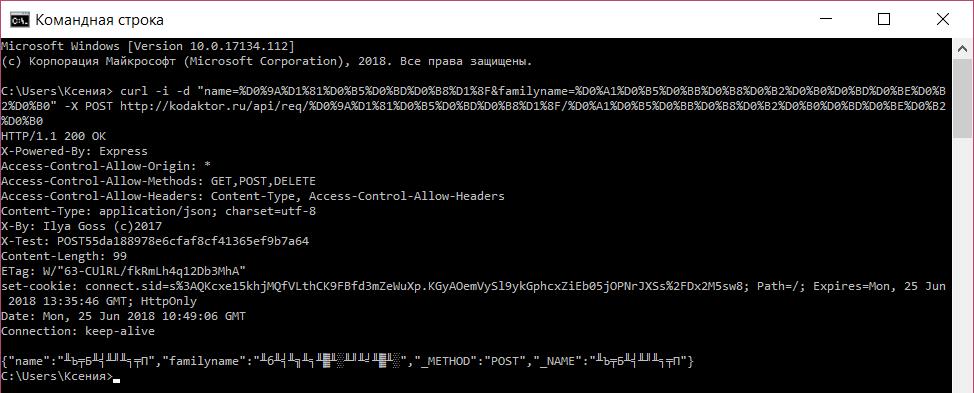 Командная строка
Microsoft Windows [Version 10.0.17134.112]
(c) Корпорация Майкрософт (Microsoft Corporation), 2018. Все права защищены.
C:\Users\Ксения> curl -i -d "name=%D0%9A%D1%81%D0%B5%D0%BD%D0%B8%D1%8F&familyname=%D0%A1%D0%B5%D0%BB%D0%B8%D0%B2%D0%B0%D0%BD%D0%BE%D0%B
2%D0%B0" -X POST http://kodaktor.ru/api/req/%D0%9A%D1%81%D0%B5%D0%BD%D0%B8%D1%8F/%D0%A1%D0%B5%D0%BB%D0%B8%D0%B2%D0%B0%D0%BD%D0%BE%D0%B2
%D0%B0
HTTP/1.1 200 OK
X-Powered-By: Express
Access-Control-Allow-Origin: *
Access-Control-Allow-Methods: GET,POST,DELETE
Access-Control-Allow-Headers: Content-Type, Access-Control-Allow-Headers
Content-Type: application/json; charset=utf-8
X-By: Ilya Goss (c)2017
X-Test: POST55da188978e6cfaf8cf41365ef9b7a64
Content-Length: 99
ETag: W/"63-CUlRL/fkRmLh4q12Db3MhA"
set-cookie: connect.sid=s%3AQKcxe15khjMQfVLthCK9FBfd3mZeWuXp.KGyAOemVySl9ykGphcxZiEb05jOPNrJXSs%2FDx2M5sw8; Path=/; Expires=Mon, 25 Jun
2018 13:35:46 GMT; HttpOnly
Date: Mon, 25 Jun 2018 10:49:06 GMT
Connection: keep-alive
{"name":"╨Ъ╤Б╨╡╨╜╨╕╤П","familyname":"╨б╨╡╨╗╨╕╨▓╨░╨╜╨╛╨▓╨░","_METHOD":"POST","_NAME":"╨Ъ╤Б╨╡╨╜╨╕╤П"}
C:\Users\Ксения>